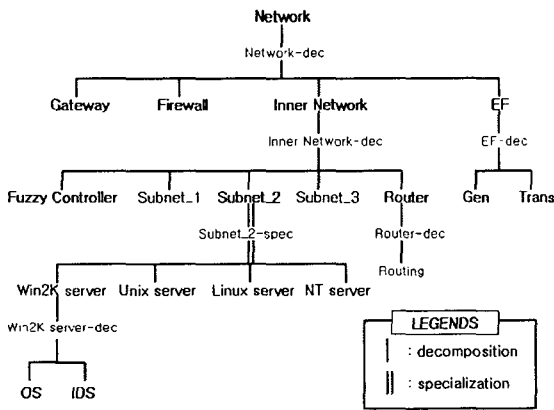 Network
Network-dec
Gateway Firewall Inner Network EF
Inner Network-dec EF-dec
Fuzzy Controller Subnet_1 Subnet_2 Subnet_3 Router Gen Trans
Subnet_2-spec Router-dec
Routing
Win2K server Unix server Linux server NT server
Win2K server-dec
LEGENDS
: decomposition
: specialization
OS IDS